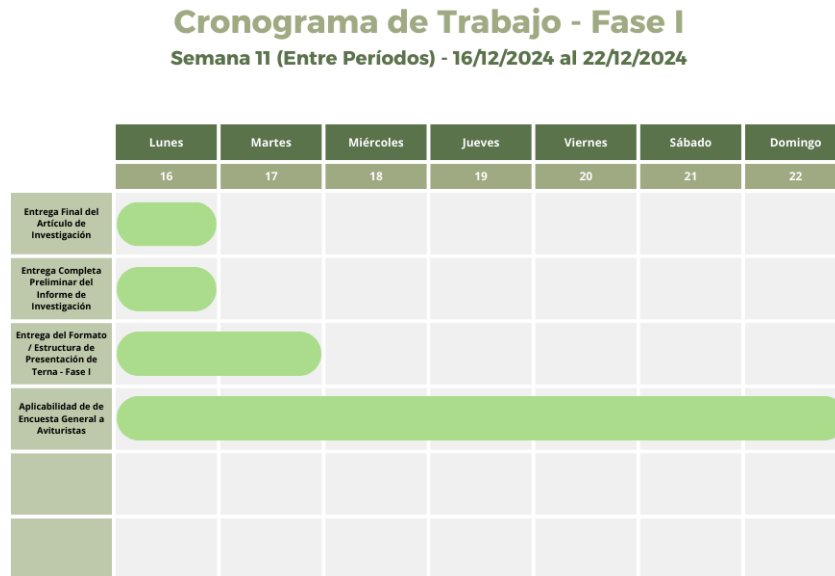 Cronograma de Trabajo - Fase I
Semana 11 (Entre Períodos) - 16/12/2024 al 22/12/2024
Lunes Martes Miércoles Jueves Viernes Sábado Domingo
16 17 18 19 20 21 22
Entrega Final del
Artículo de
Investigación
Entrega Completa
Preliminar del
Informe de
Investigación
Entrega del Formato
/ Estructura de
Presentación de
Terna - Fase I
Aplicabilidad de de
Encuesta General a
Avituristas